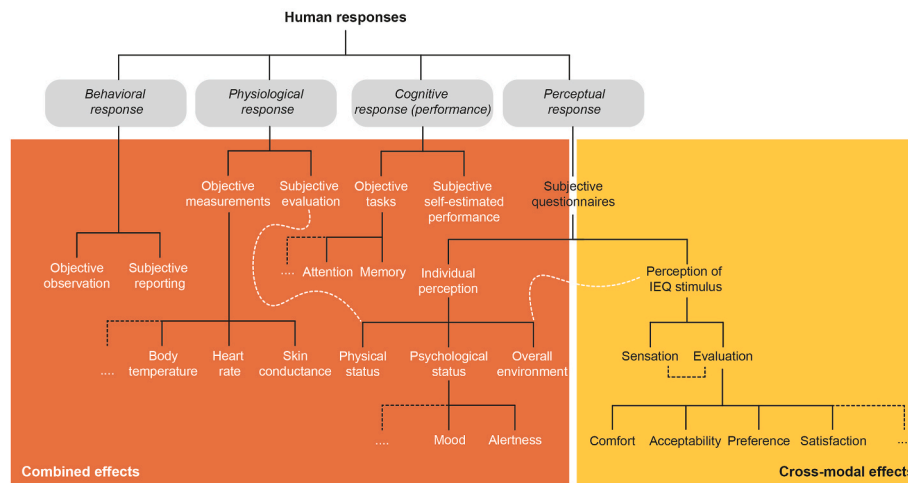 Human responses
Behavioral
response
Physiological
response
Cognitive
response (performance)
Perceptual
response
Objective
measurements
Subjective
evaluation
Objective
tasks
Subjective
self-estimated
performance
Subjective
questionnaires
Objective
observation
Subjective
reporting
....
Attention
Memory
Individual
perception
Perception of
IEQ stimulus
....
Body
temperature
Heart
rate
Skin
conductance
Physical
status
Psychological
status
Overall
environment
Sensation
Evaluation
....
Mood
Alertness
Comfort
Acceptability
Preference
Satisfaction
....
Combined effects
Cross-modal effects